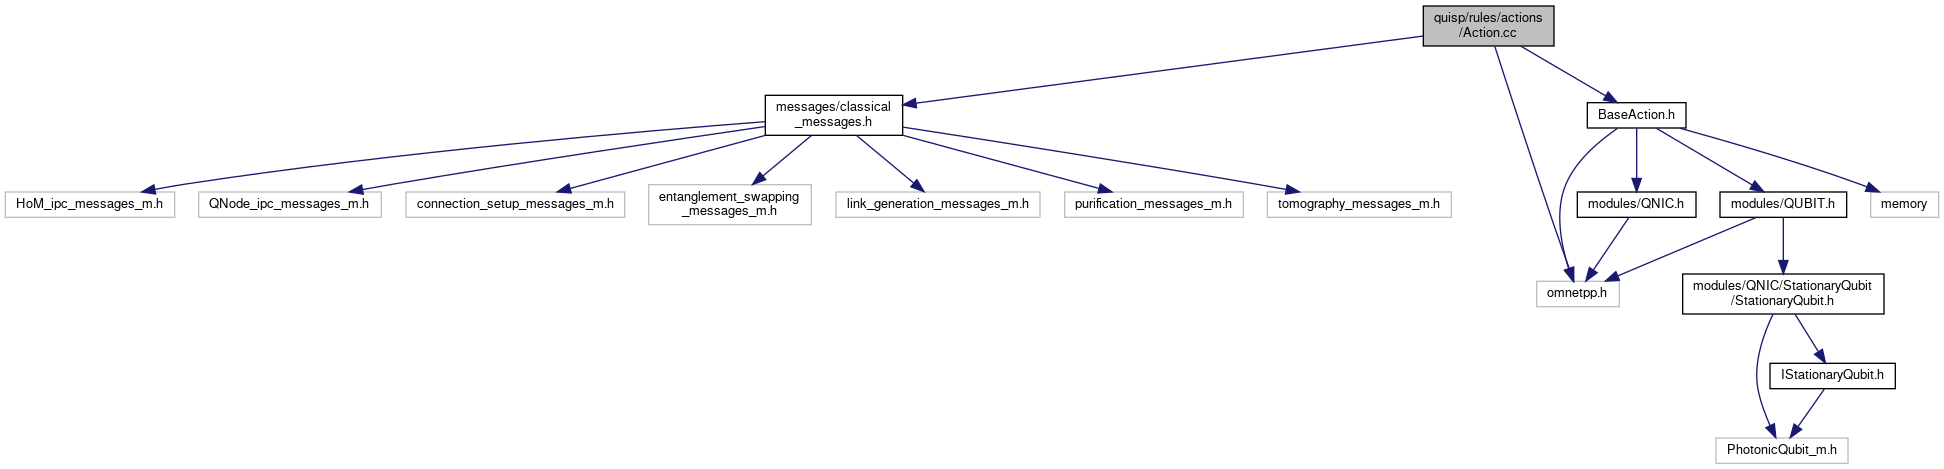 quisp/rules/actions
/Action.cc
messages/classical
_messages.h
BaseAction.h
HoM_ipc_messages_m.h
QNode_ipc_messages_m.h
connection_setup_messages_m.h
entanglement_swapping
_messages_m.h
link_generation_messages_m.h
purification_messages_m.h
tomography_messages_m.h
modules/QNIC.h
modules/QUBIT.h
memory
omnetpp.h
modules/QNIC/StationaryQubit
/StationaryQubit.h
IStationaryQubit.h
PhotonicQubit_m.h